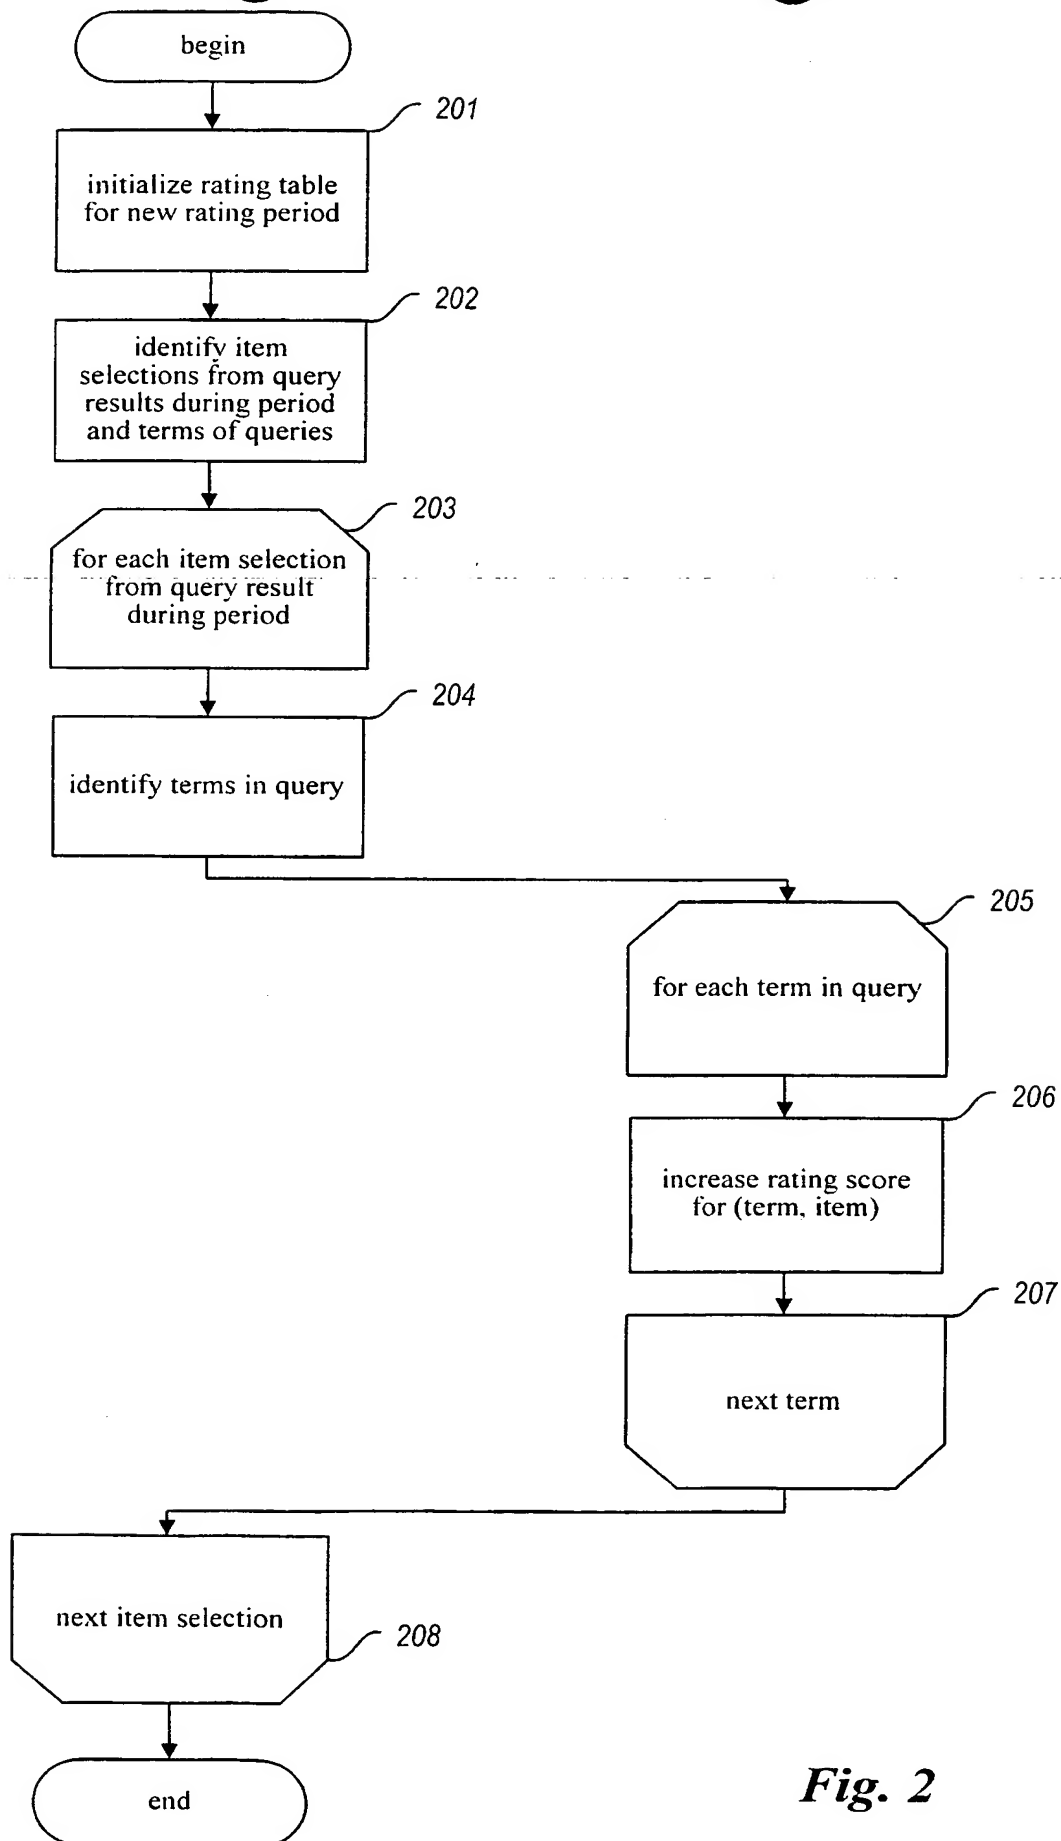 begin
201
initialize rating table
for new rating period
202
identify item
selections from query
results during period
and terms of queries
203
for each item selection
from query result
during period
204
identify terms in query
205
for each term in query
206
increase rating score
for (term, item)
207
next term
next item selection
208
end
Fig. 2